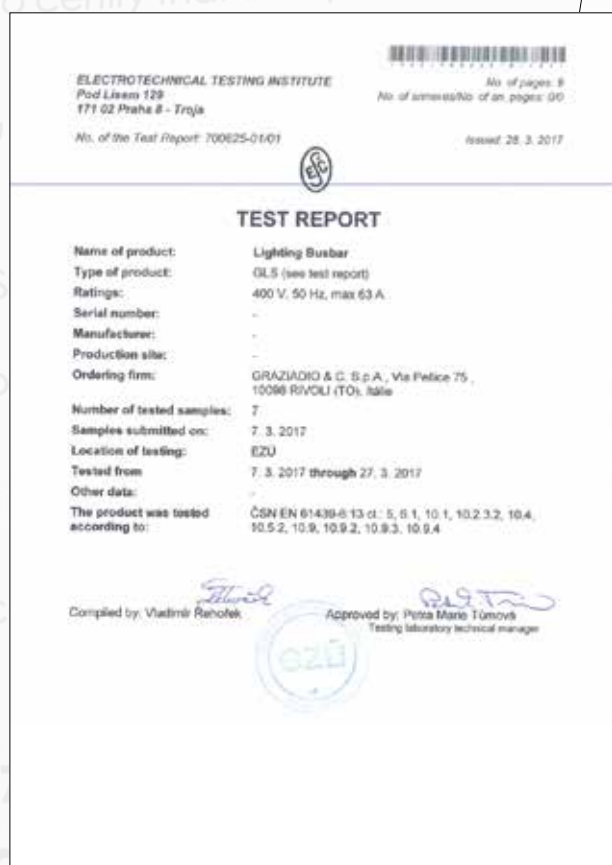 ELECTROTECHNICAL TESTING INSTITUTE
Pod Lisem 129
171 02 Praha 8 - Troja
No. of pages: 9
No. of annexes/No. of an. pages: 0/0
No. of the Test Report: 700625-01/01
Issued: 28. 3. 2017
ESC
TEST REPORT
Name of product: Lighting Busbar
Type of product: GLS (see test report)
Ratings: 400 V, 50 Hz, max 63 A
Serial number: -
Manufacturer: -
Production site: -
Ordering firm: GRAZIADIO & C. S.p.A., Via Pellice 75,
10098 RIVOLI (TO), Itálie
Number of tested samples: 7
Samples submitted on: 7. 3. 2017
Location of testing: EZÚ
Tested from 7. 3. 2017 through 27. 3. 2017
Other data: -
The product was tested according to: ČSN EN 61439-6:13 cl.: 5, 6.1, 10.1, 10.2.3.2, 10.4,
10.5.2, 10.9, 10.9.2, 10.9.3, 10.9.4
Compiled by: Vladimír Řehořek
Approved by: Petra Marie Tůmová
Testing laboratory technical manager
EZÚ